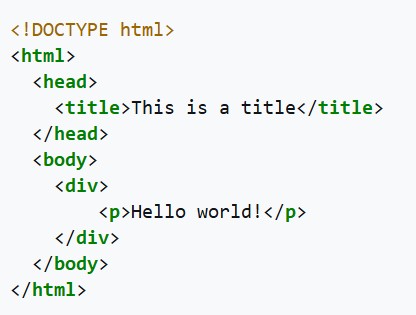 <!DOCTYPE html>
<html>
  <head>
    <title>This is a title</title>
  </head>
  <body>
    <div>
        <p>Hello world!</p>
    </div>
  </body>
</html>